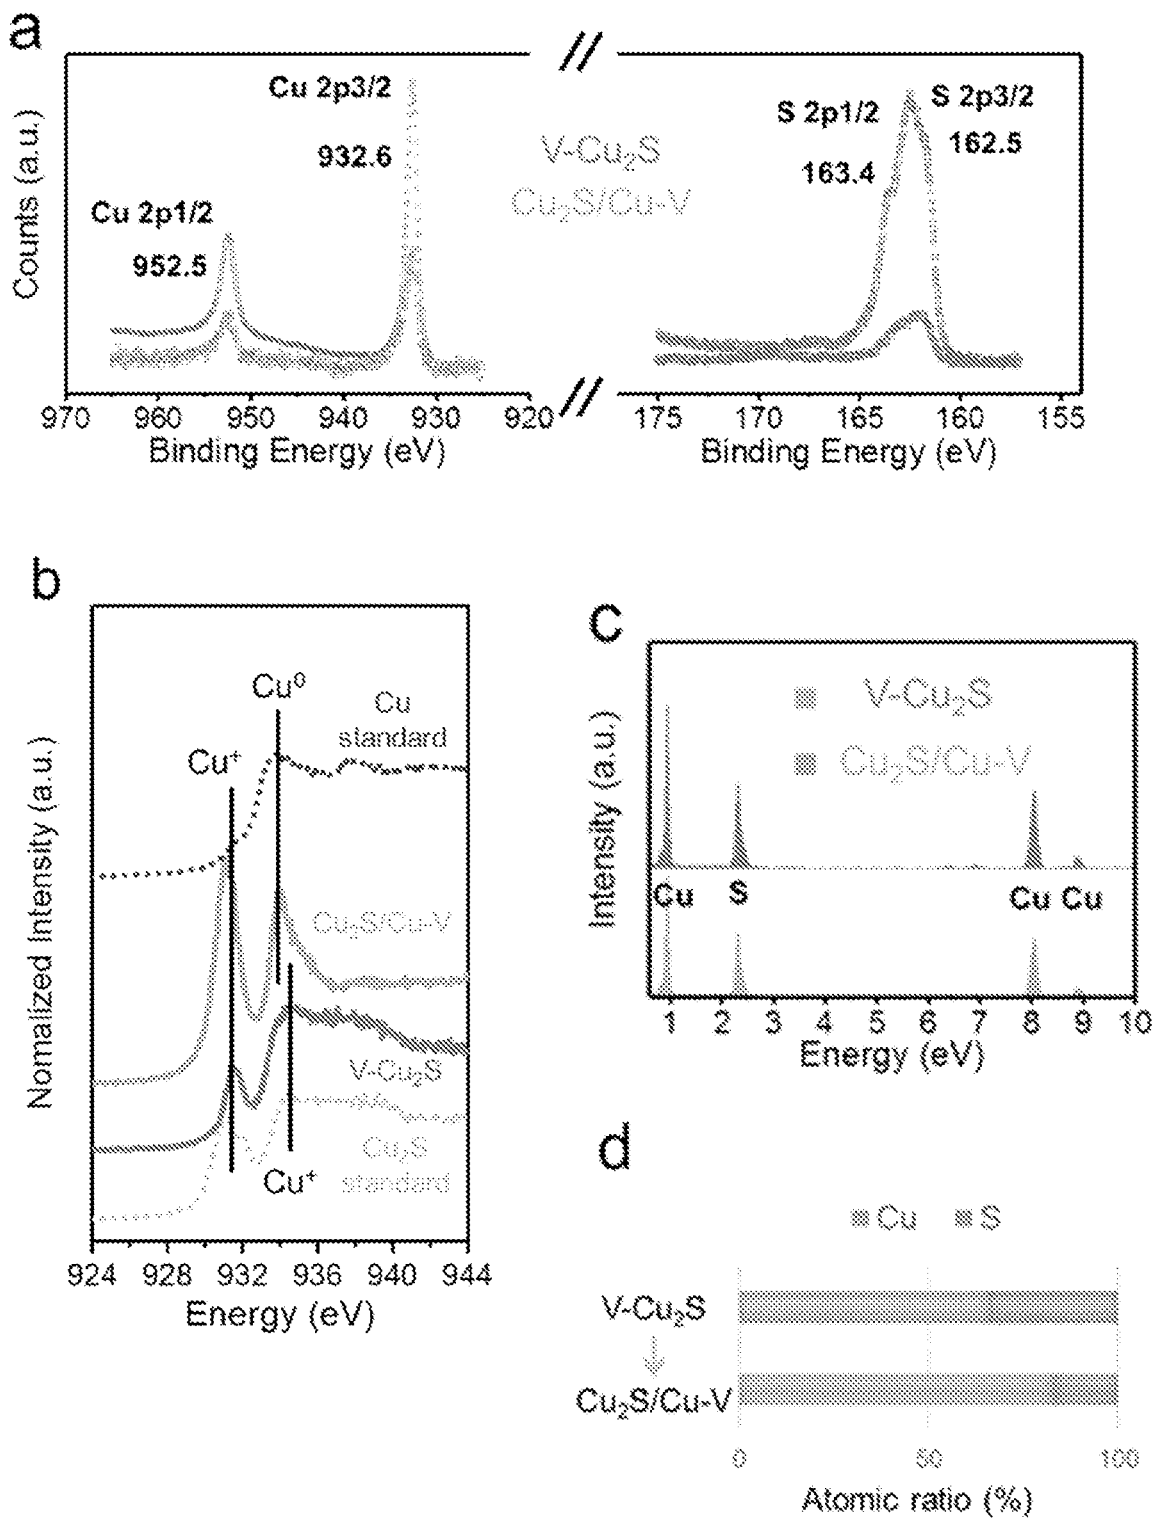 a
Counts (a.u.)
Cu 2p3/2
932.6
Cu 2p1/2
952.5
V-Cu₂S
Cu₂S/Cu-V
S 2p1/2
163.4
S 2p3/2
162.5
970 960 950 940 930 920
175 170 165 160 155
Binding Energy (eV)
Binding Energy (eV)
b
Nomalized Intensity (a.u.)
Cu⁰
Cu⁺
Cu
standard
Cu₂S/Cu-V
V-Cu₂S
Cu₂S
standard
Cu⁺
924 928 932 936 940 944
Energy (eV)
c
Intensity (a.u.)
V-Cu₂S
Cu₂S/Cu-V
Cu S Cu Cu
1 2 3 4 5 6 7 8 9 10
Energy (eV)
d
Cu S
V-Cu₂S
Cu₂S/Cu-V
0 50 100
Atomic ratio (%)